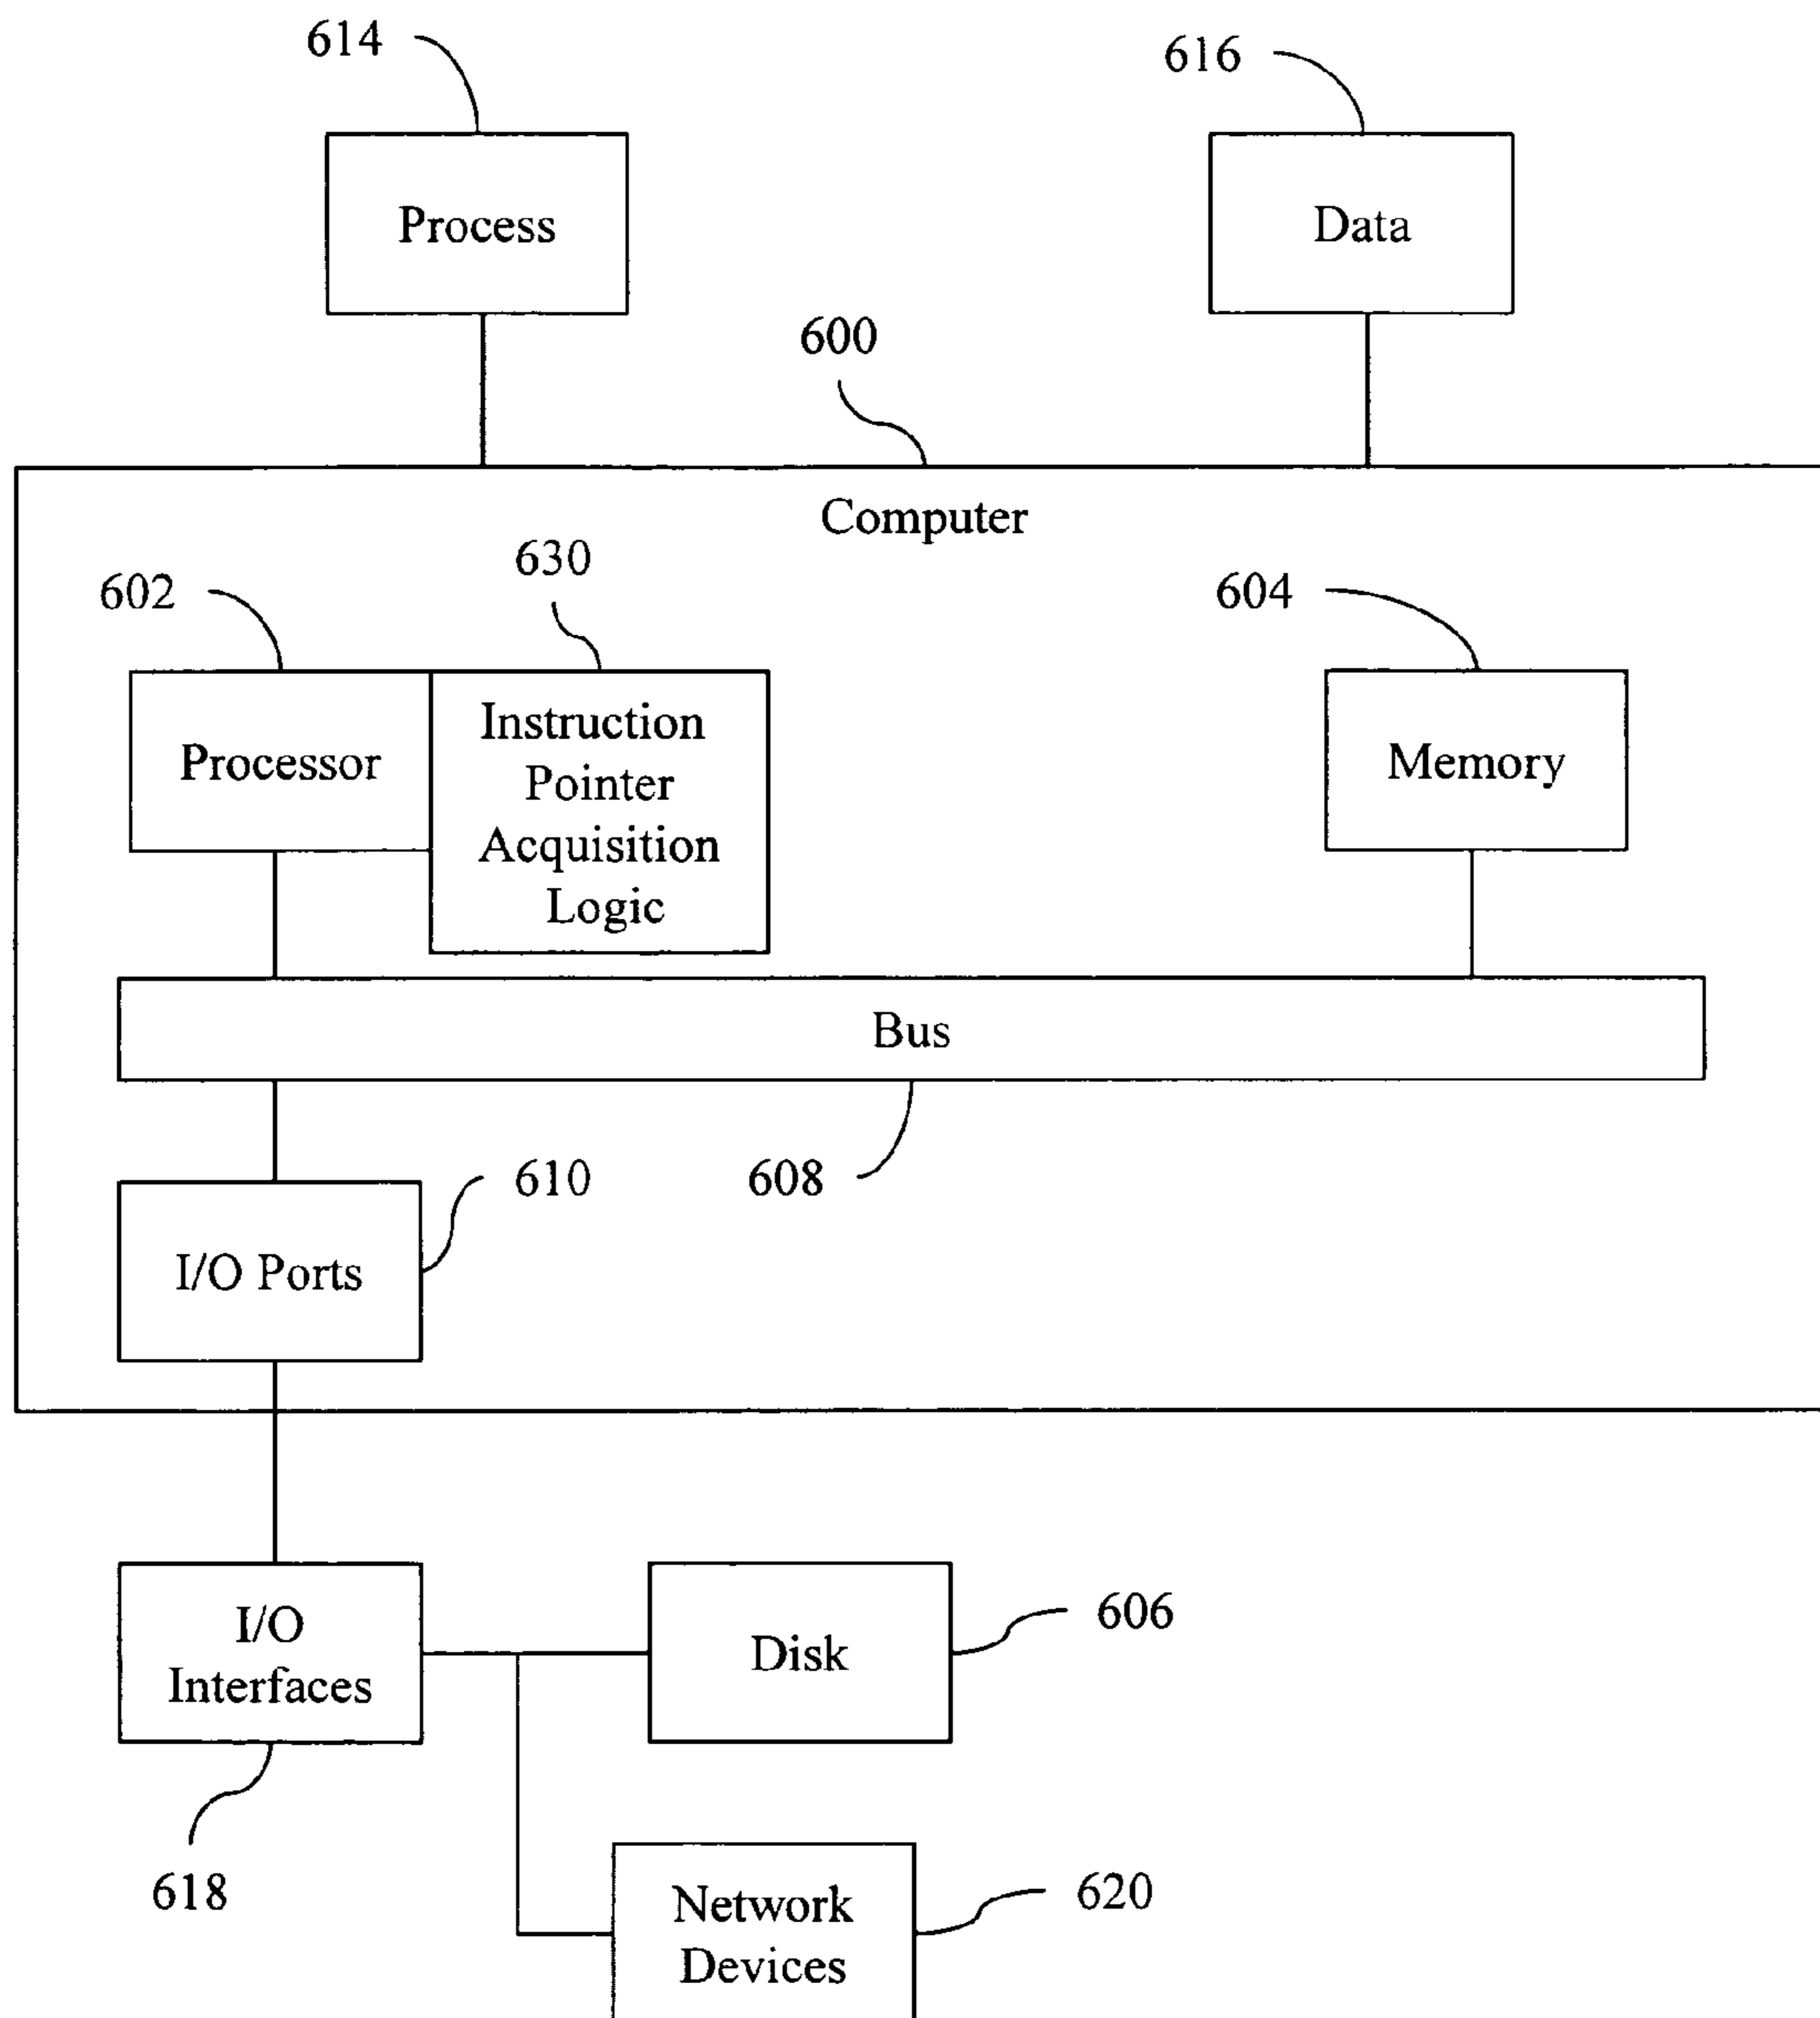 614
616
Process
Data
600
Computer
630
602
604
Instruction
Pointer
Acquisition
Logic
Processor
Memory
Bus
610
608
I/O Ports
I/O
Interfaces
Disk
606
618
Network
Devices
620